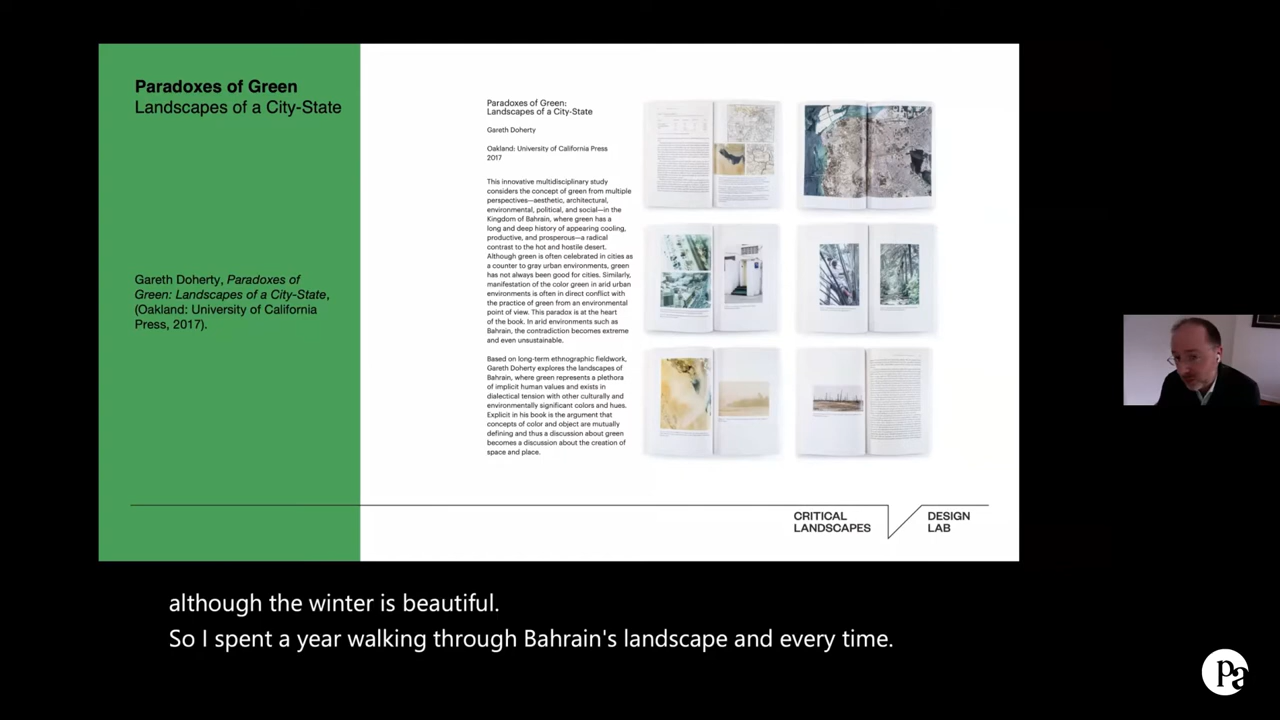 Paradoxes of Green
Landscapes of a City-State
Gareth Doherty, Paradoxes of
Green: Landscapes of a City-State,
(Oakland: University of California
Press, 2017).
Paradoxes of Green:
Landscapes of a City-State
Gareth Doherty
Oakland: University of California Press
2017
This innovative multidisciplinary study
considers the concept of green from multiple
perspectives—aesthetic, architectural,
environmental, political, and social—in the
Kingdom of Bahrain, where green has a
long and deep history of appearing cooling,
productive, and prosperous—a radical
contrast to the hot and hostile desert.
Although green is often celebrated in cities as
a counter to gray urban environments, green
has not always been good for cities. Similarly,
manifestation of the color green in arid urban
environments is often in direct conflict with
the practice of green from an environmental
point of view. This paradox is at the heart
of the book. In arid environments such as
Bahrain, the contradiction becomes extreme
and even unsustainable.
Based on long-term ethnographic fieldwork,
Gareth Doherty explores the landscapes of
Bahrain, where green represents a plethora
of implicit human values and exists in
dialectical tension with other culturally and
environmentally significant colors and hues.
Explicit in his book is the argument that
concepts of color and object are mutually
defining and thus a discussion about green
becomes a discussion about the creation of
space and place.
CRITICAL
LANDSCAPES
DESIGN
LAB
although the winter is beautiful.
So I spent a year walking through Bahrain's landscape and every time.
pa